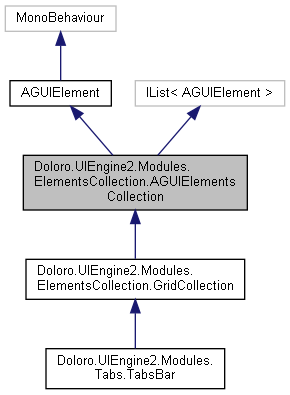 MonoBehaviour
AGUIElement
IList< AGUIElement >
Doloro.UIEngine2.Modules.
ElementsCollection.AGUIElements
Collection
Doloro.UIEngine2.Modules.
ElementsCollection.GridCollection
Doloro.UIEngine2.Modules.
Tabs.TabsBar